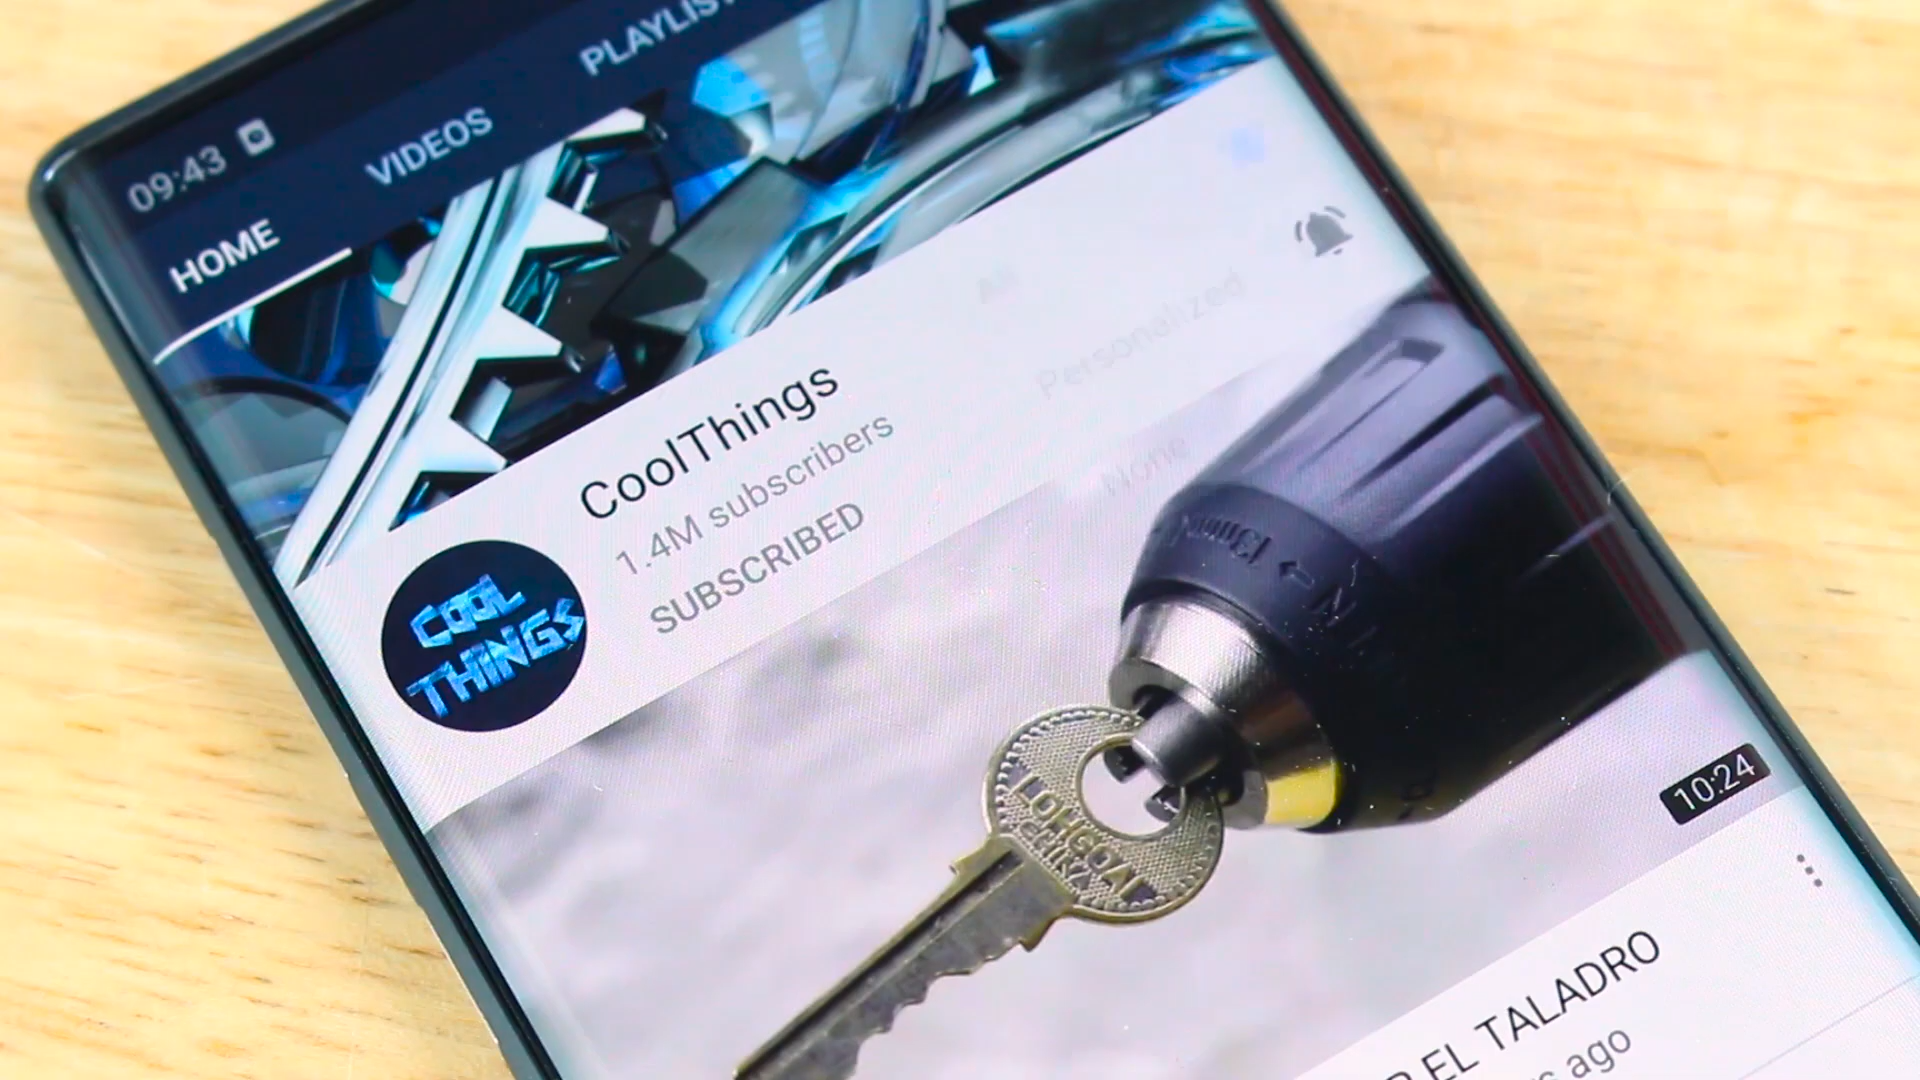 09:43
HOME
VIDEOS
PLAYLIS
CoolThings
1.4M subscribers
SUBSCRIBED
All
Personalized
None
COOL
THINGS
13mm
10:24
EL TALADRO
ago